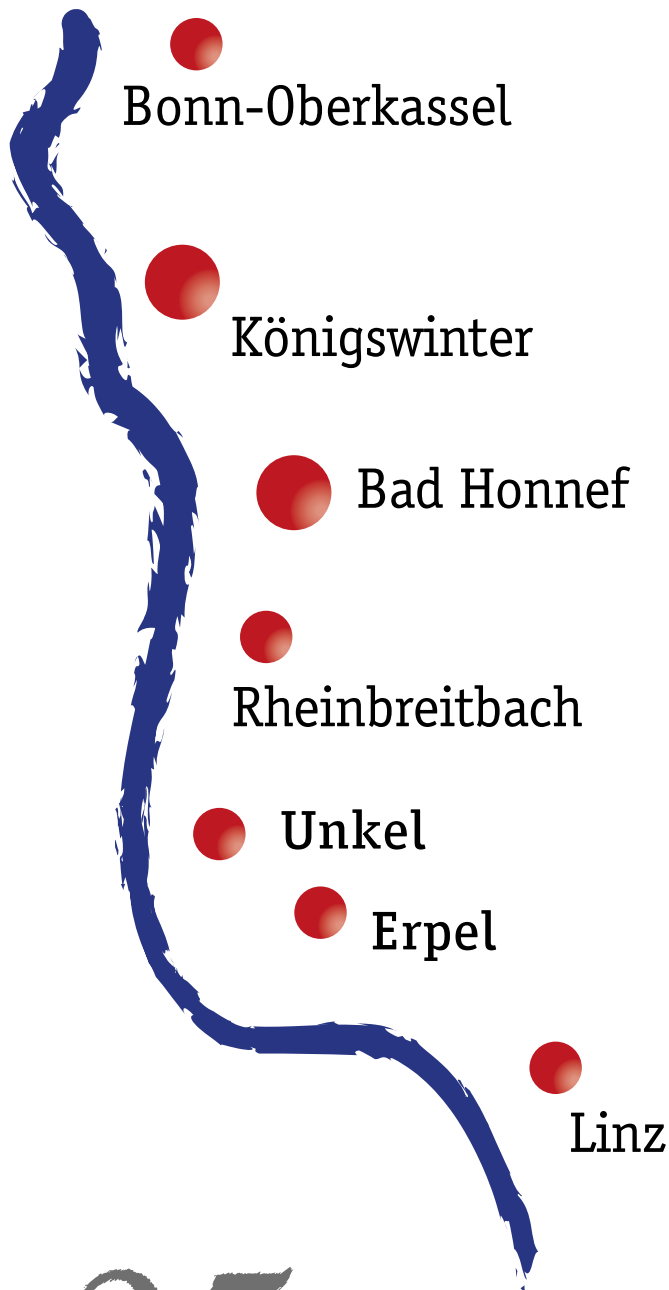 Bonn-Oberkassel
Königswinter
Bad Honnef
Rheinbreitbach
Unkel
Erpel
Linz